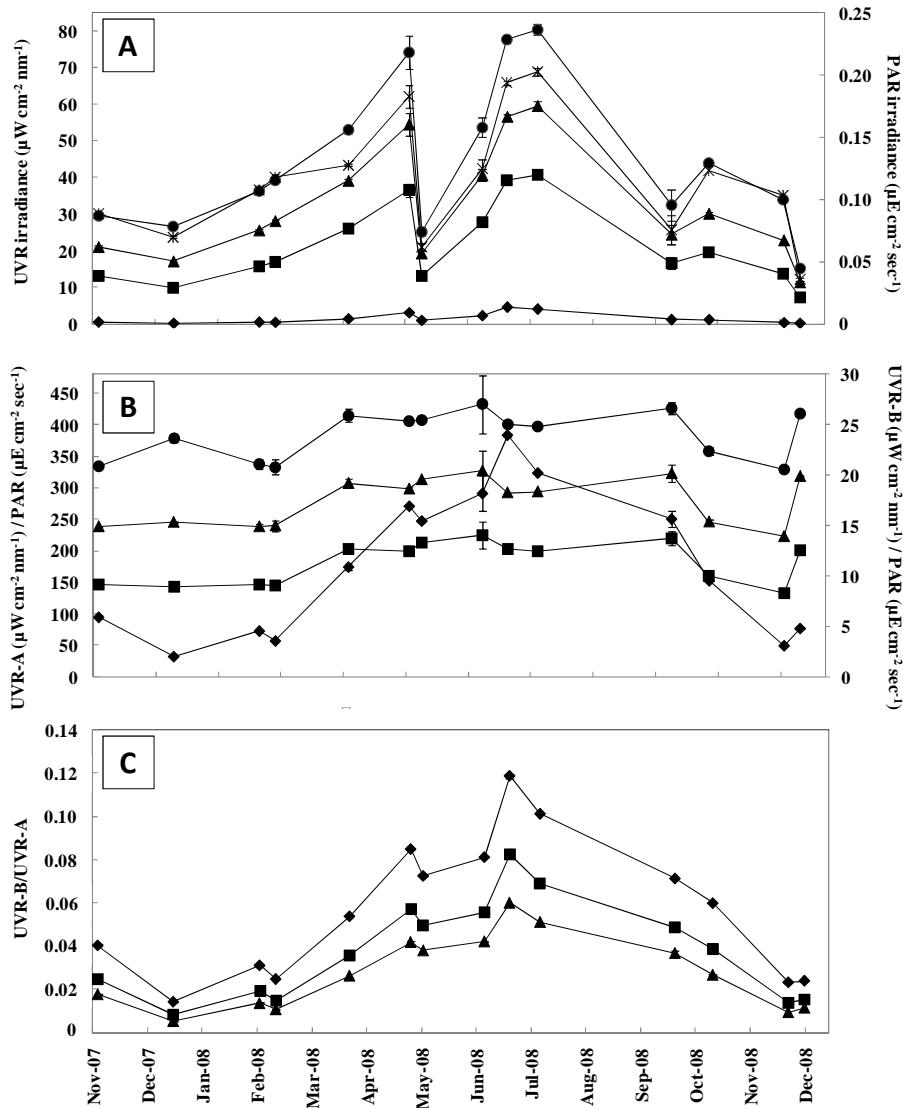 A
UVR irradiance (µW cm-2 nm-1)
80
70
60
50
40
30
20
10
0
0.25
0.20
0.15
0.10
0.05
0
PAR irradiance (µE cm-2 sec-1)
B
UVR-A (µW cm-2 nm-1) / PAR (µE cm-2 sec-1)
450
400
350
300
250
200
150
100
50
0
30
25
20
15
10
5
0
UVR-B (µW cm-2 nm-1) / PAR (µE cm-2 sec-1)
C
UVR-B/UVR-A
0.14
0.12
0.10
0.08
0.06
0.04
0.02
0
Nov-07
Dec-07
Jan-08
Feb-08
Mar-08
Apr-08
May-08
Jun-08
Jul-08
Aug-08
Sep-08
Oct-08
Nov-08
Dec-08